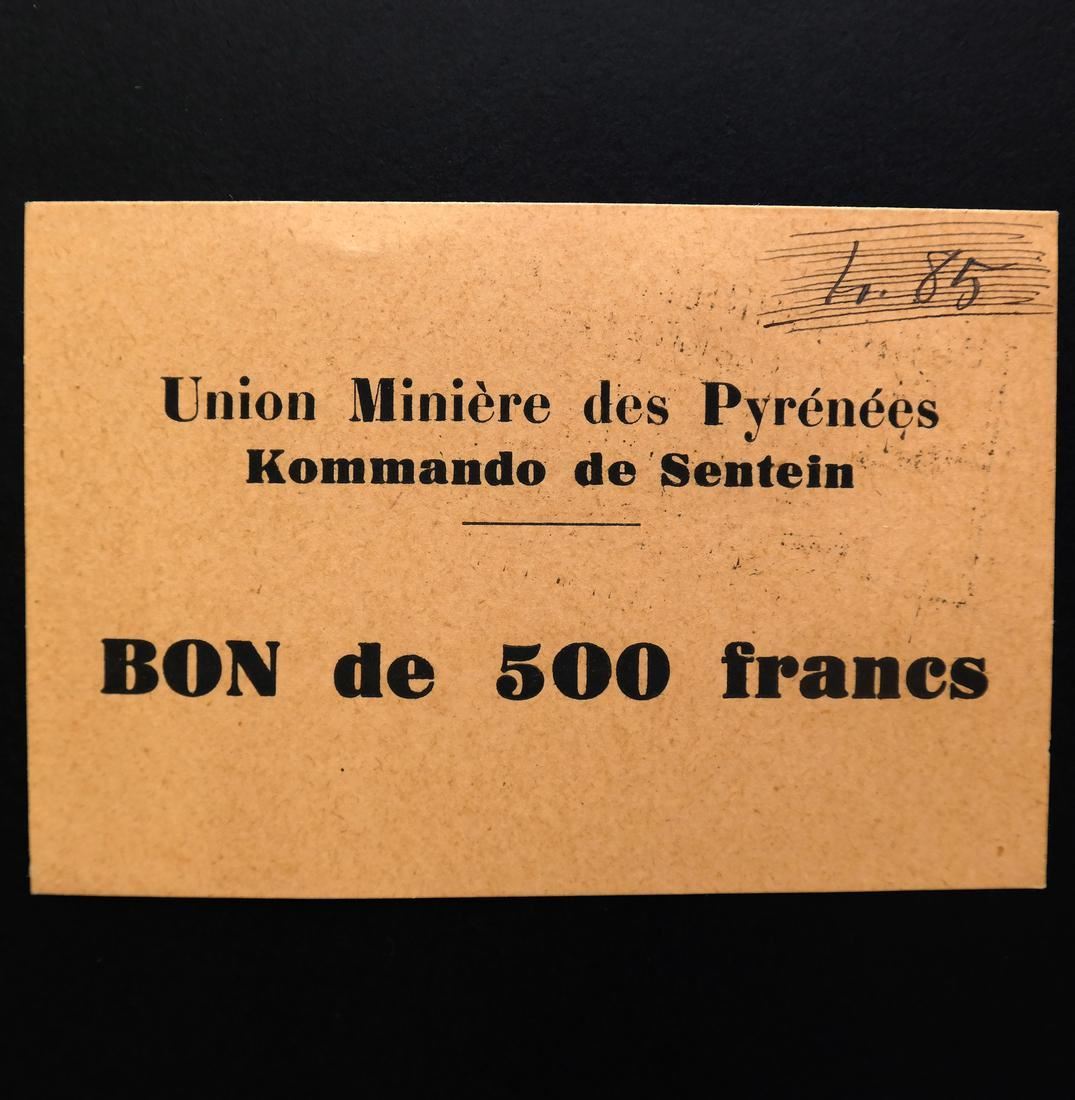 85
Union Minière des Pyrénées
Kommando de Sentein
BON de 500 francs